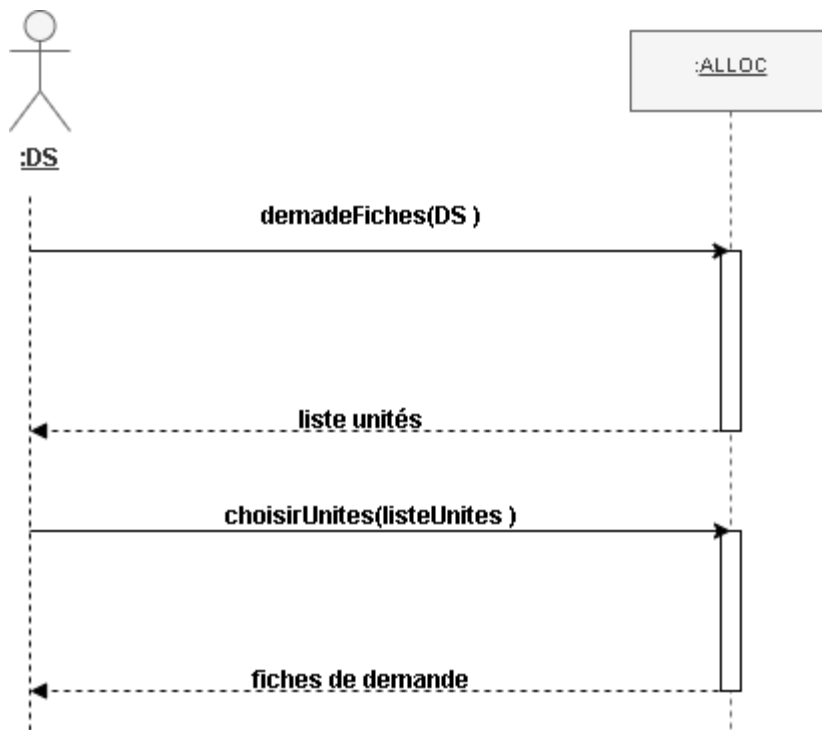 :ALLOC
:DS
demadeFiches(DS )
liste unités
choisirUnites(listeUnites )
fiches de demande